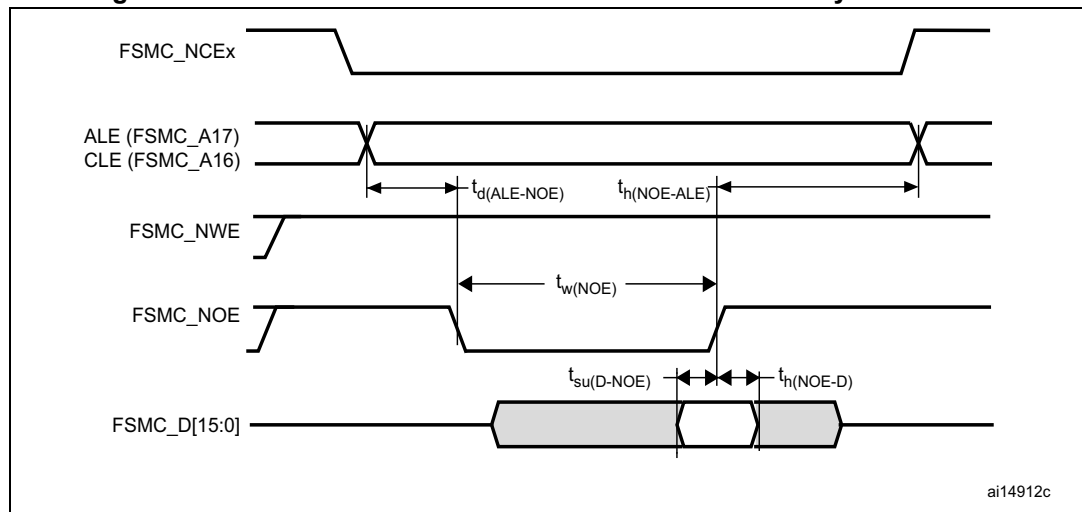 FSMC_NCEx
ALE (FSMC_A17)
CLE (FSMC_A16)
td(ALE-NOE)
th(NOE-ALE)
FSMC_NWE
tw(NOE)
FSMC_NOE
tsu(D-NOE)
th(NOE-D)
FSMC_D[15:0]
ai14912c